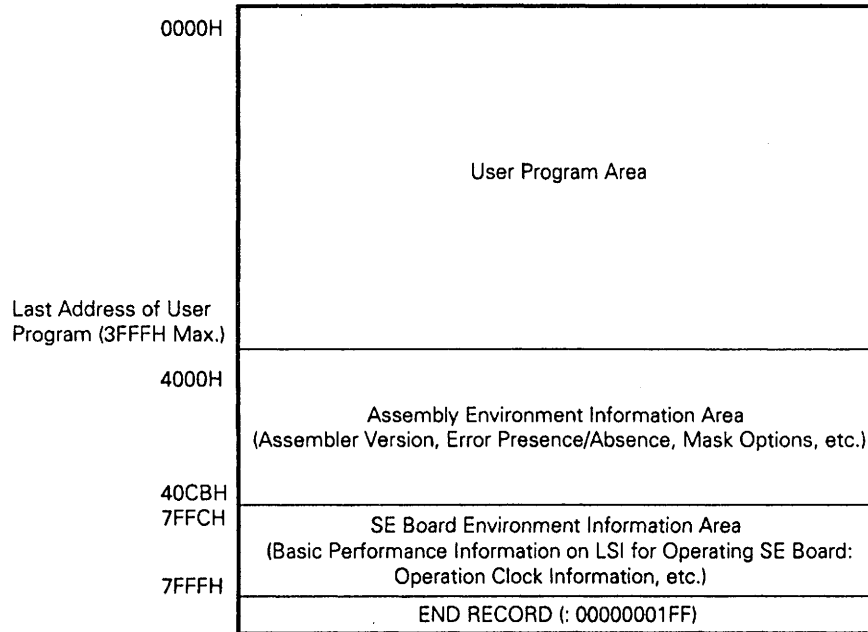 0000H
User Program Area
Last Address of User
Program (3FFFH Max.)
4000H
Assembly Environment Information Area
(Assembler Version, Error Presence/Absence, Mask Options, etc.)
40CBH
7FFCH
SE Board Environment Information Area
(Basic Performance Information on LSI for Operating SE Board:
Operation Clock Information, etc.)
7FFFH
END RECORD (: 00000001FF)